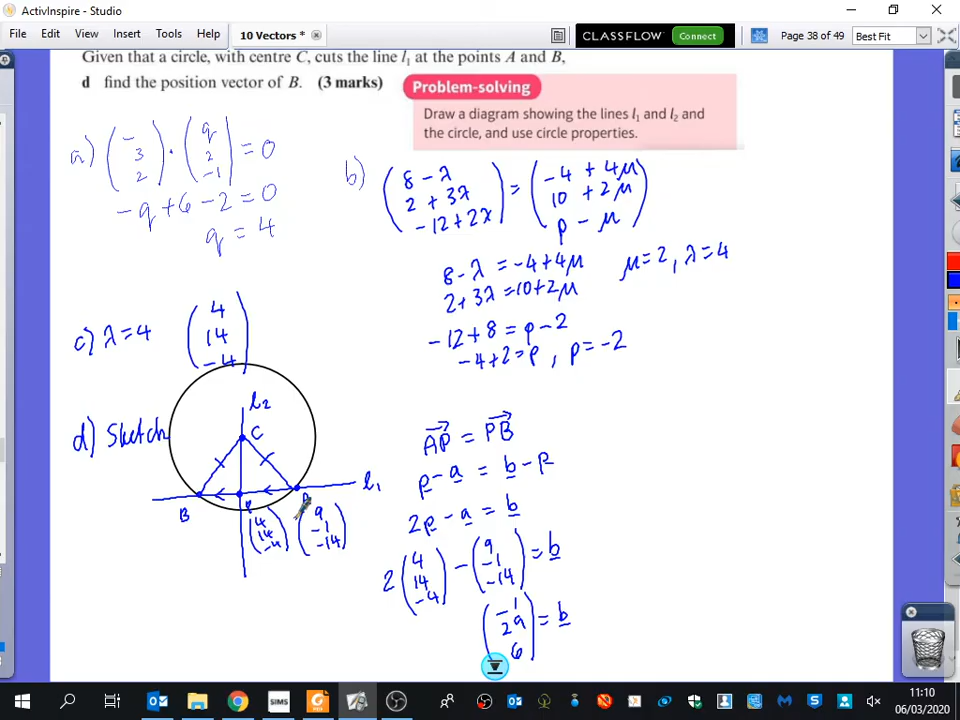 ActivInspire - Studio
File Edit View Insert Tools Help
10 Vectors *
CLASSFLOW Connect
Page 38 of 49
Best Fit
Given that a circle, with centre C, cuts the line l₁ at the points A and B,
d find the position vector of B. (3 marks)
Problem-solving
Draw a diagram showing the lines l₁ and l₂ and
the circle, and use circle properties.
a) (– 3 2) · (q 2 -1) = 0
-q + 6 - 2 = 0
q = 4
b) (8 - λ
2 + 3λ
-12 + 2λ) = (-4 + 4μ
10 + 2μ
p - μ)
8 - λ = -4 + 4μ
2 + 3λ = 10 + 2μ
μ = 2, λ = 4
-12 + 8 = p - 2
-4 + 2 = p, p = -2
c) λ = 4 (4 14 -4)
d) Sketch
l₂
C
l₁
B
P
A
(4 14 -4) (9 -1 -14)
AP = PB
p - a = b - p
2p - a = b
2(4 14 -4) - (9 -1 -14) = b
(-1 29 6) = b
SIMS
11:10
06/03/2020